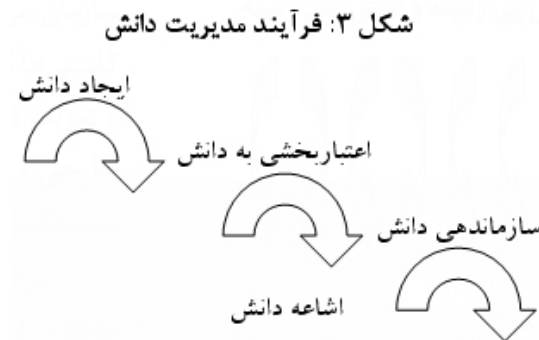 شکل ۳: فرآیند مدیریت دانش
ایجاد دانش
اعتباربخشی به دانش
سازماندهی دانش
اشاعه دانش